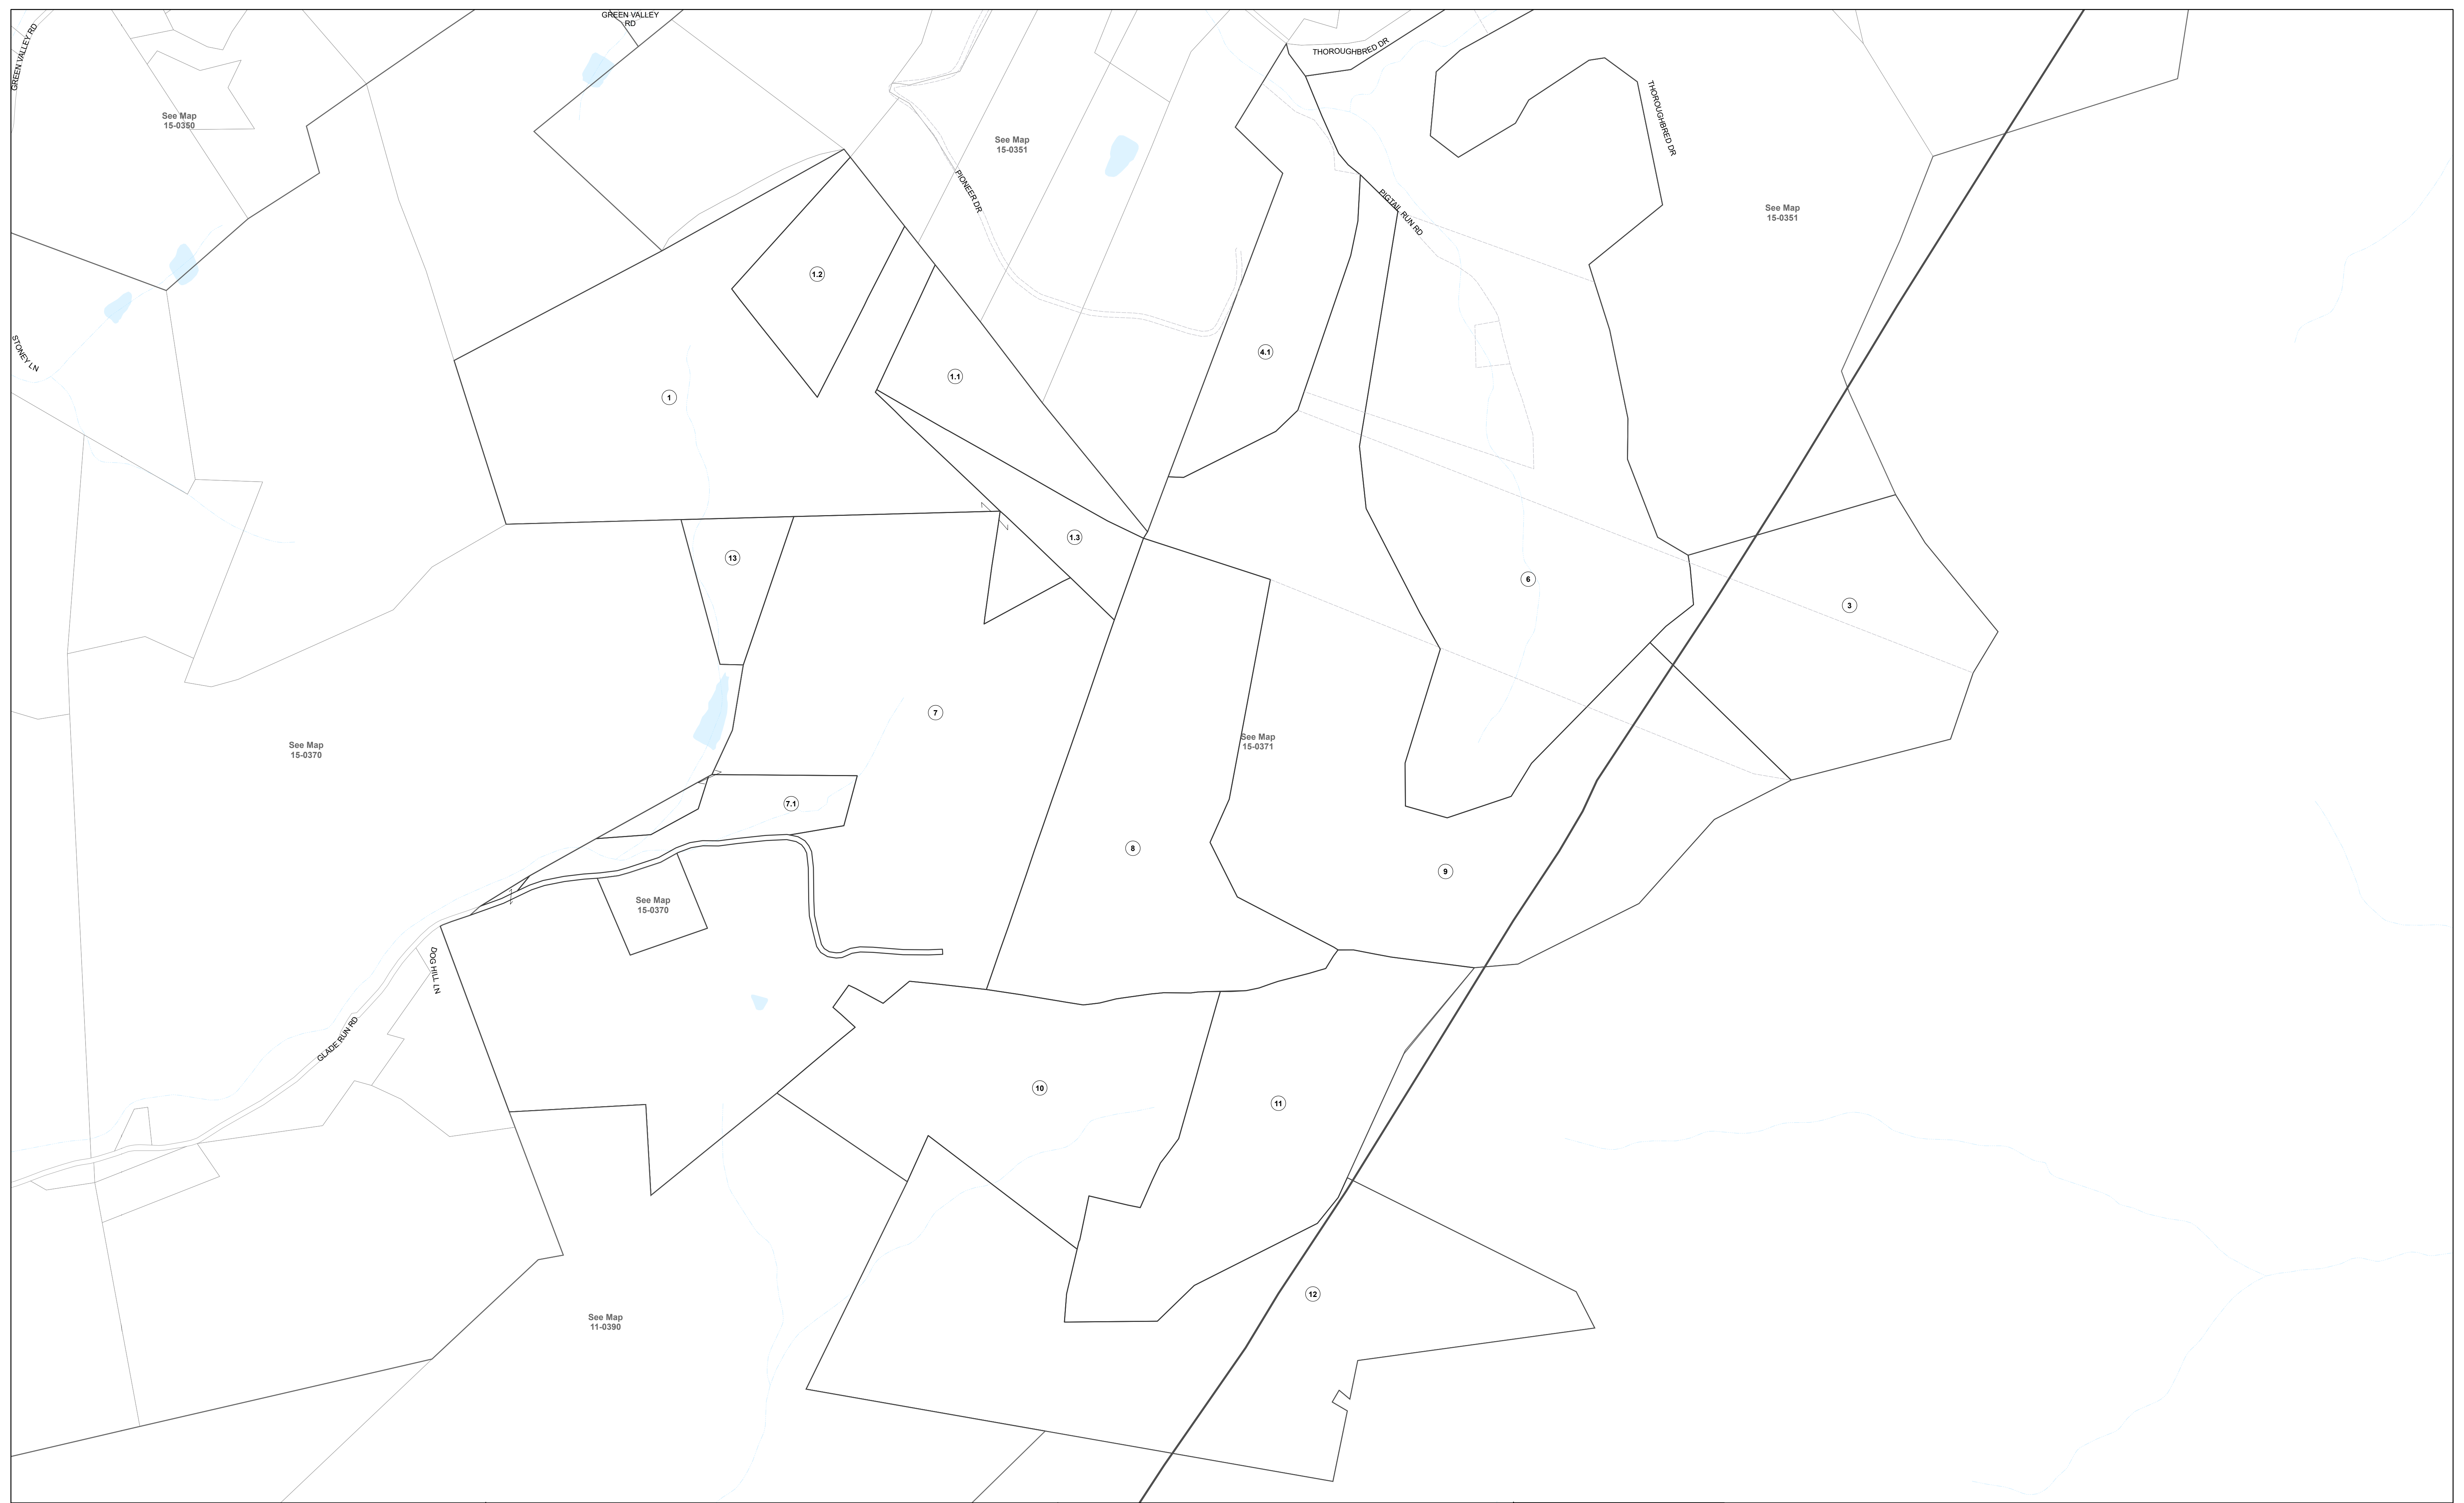 GREEN VALLEY
RD
GREEN VALLEY RD
THOROUGHBRED DR
THOROUGHBRED DR
See Map
15-0350
See Map
15-0351
PIONEER DR
PIGTAIL RUN RD
See Map
15-0351
1.2
STONEY LN
4.1
1.1
1
1.3
13
6
3
7
See Map
15-0371
See Map
15-0370
7.1
8
9
See Map
15-0370
DOG HILL LN
GLADE RUN RD
10
11
12
See Map
11-0390